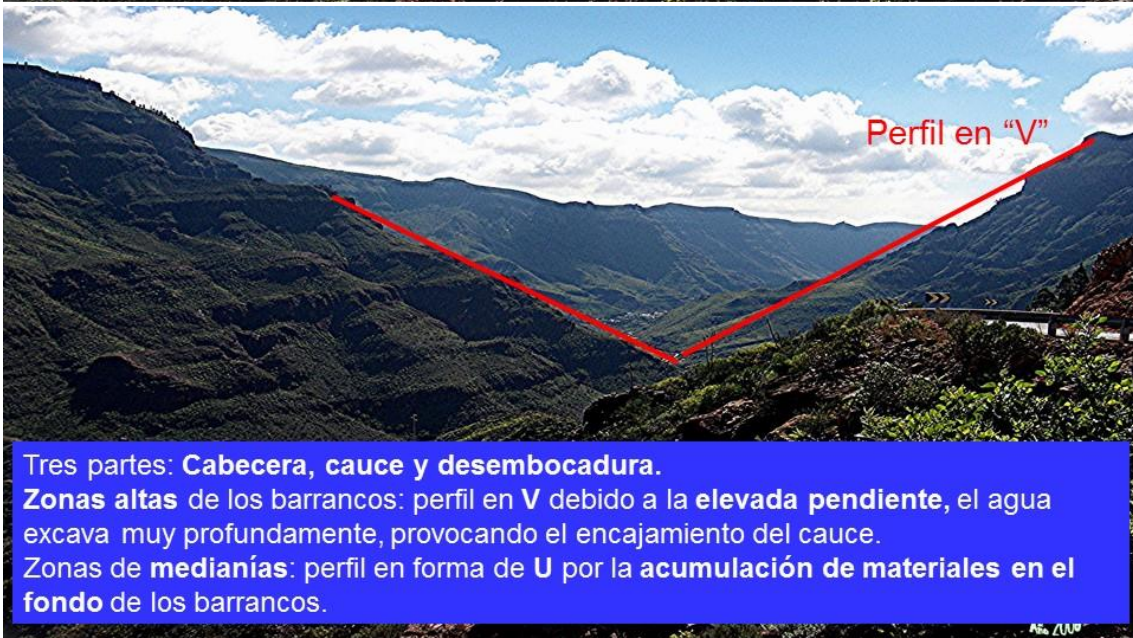 Perfil en “V”
Tres partes: Cabecera, cauce y desembocadura.
Zonas altas de los barrancos: perfil en V debido a la elevada pendiente, el agua
excava muy profundamente, provocando el encajamiento del cauce.
Zonas de medianías: perfil en forma de U por la acumulación de materiales en el
fondo de los barrancos.